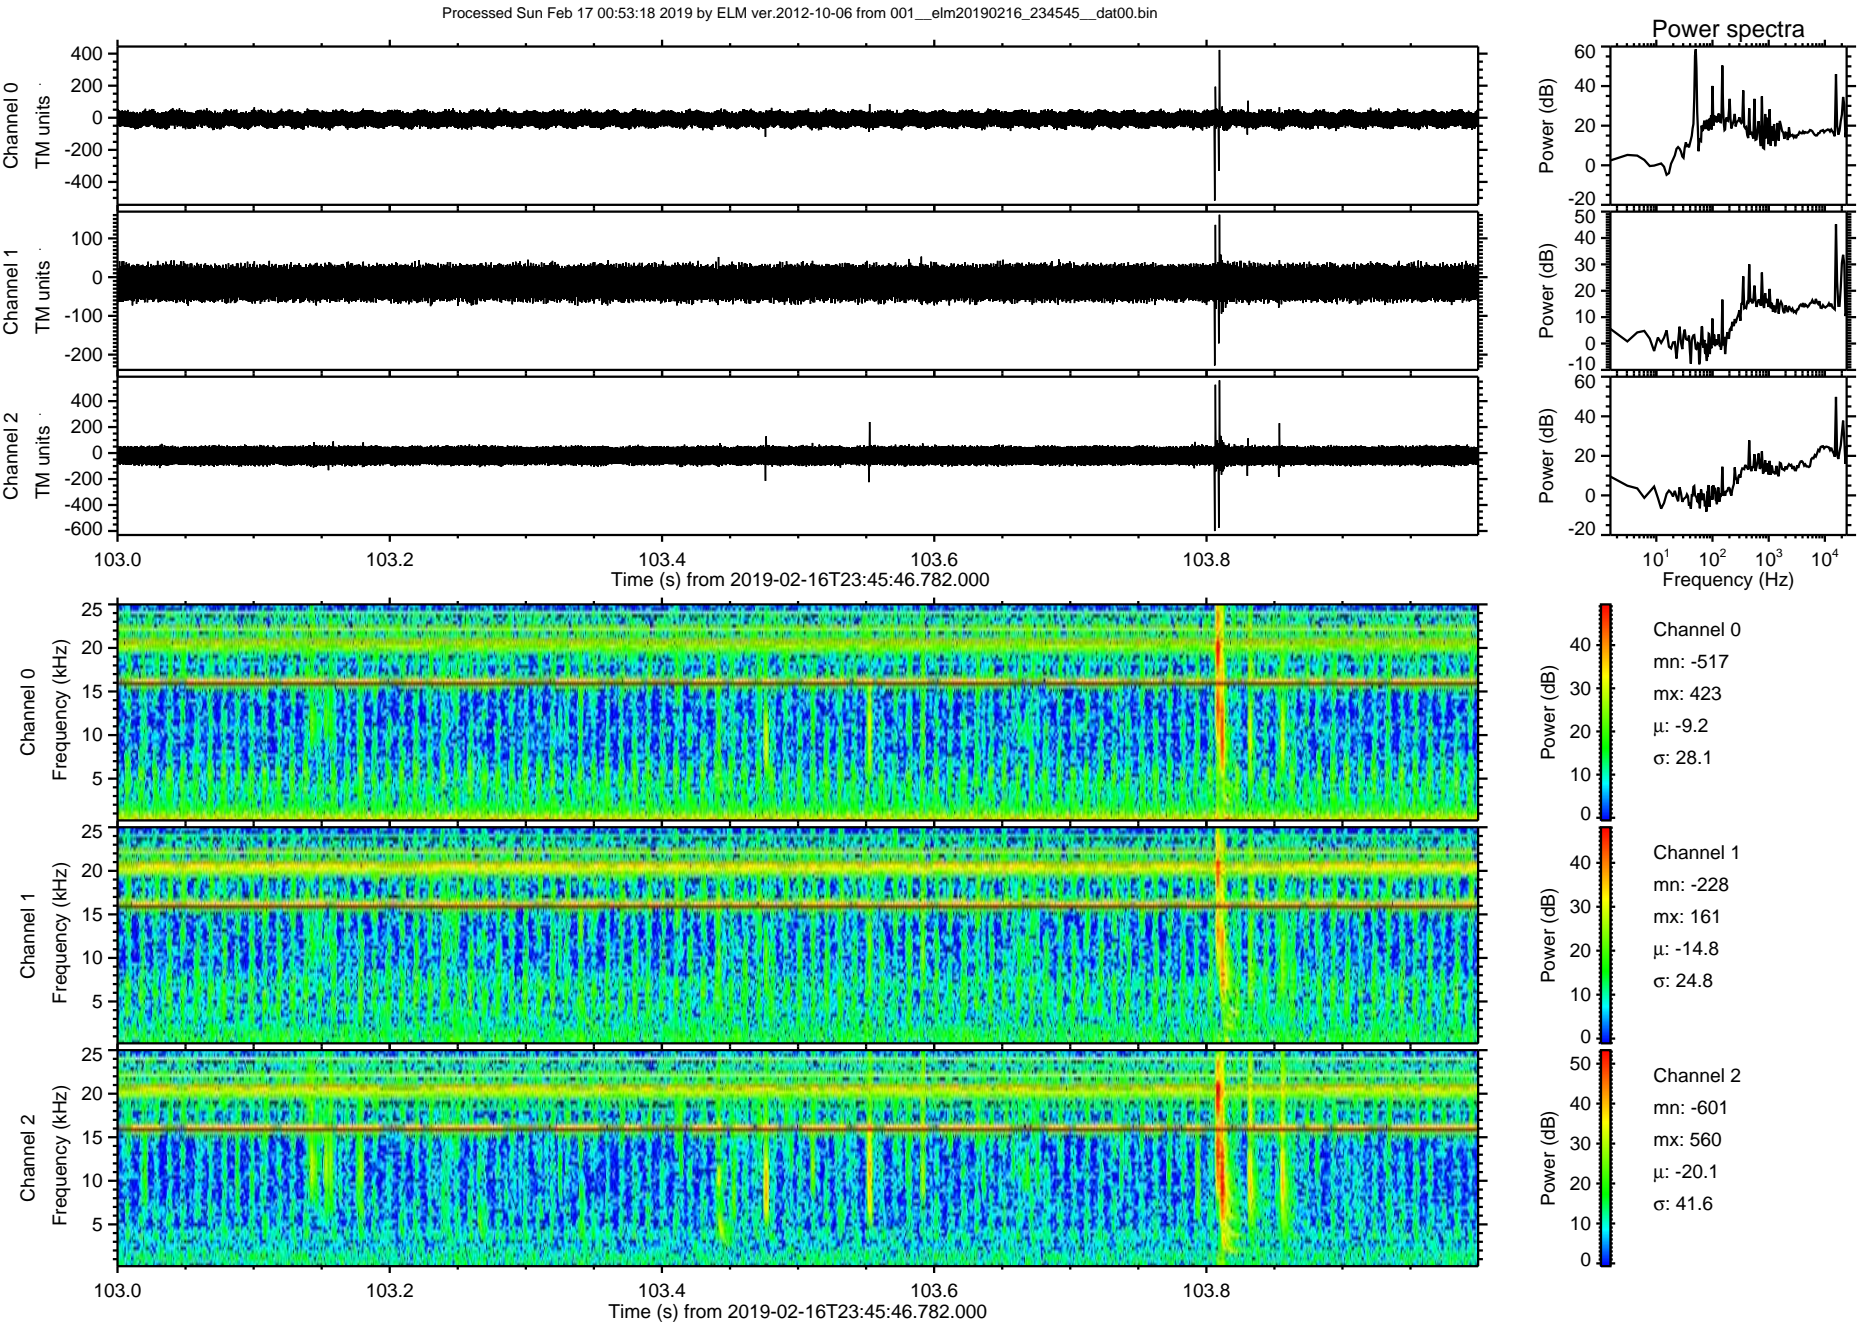 Processed Sun Feb 17 00:53:18 2019 by ELM ver.2012-10-06 from 001__elm20190216_234545__dat00.bin
Power spectra
Channel 0
TM units
400
200
0
-200
-400
Power (dB)
60
40
20
0
-20
Channel 1
TM units
100
0
-100
-200
Power (dB)
50
40
30
20
10
0
-10
Channel 2
TM units
400
200
0
-200
-400
-600
Power (dB)
60
40
20
0
-20
103.0 103.2 103.4 103.6 103.8
Time (s) from 2019-02-16T23:45:46.782.000
10¹ 10² 10³ 10⁴
Frequency (Hz)
Channel 0
Frequency (kHz)
25
20
15
10
5
Power (dB)
40
30
20
10
0
Channel 0
mn: -517
mx: 423
μ: -9.2
σ: 28.1
Channel 1
Frequency (kHz)
25
20
15
10
5
Power (dB)
40
30
20
10
0
Channel 1
mn: -228
mx: 161
μ: -14.8
σ: 24.8
Channel 2
Frequency (kHz)
25
20
15
10
5
Power (dB)
50
40
30
20
10
0
Channel 2
mn: -601
mx: 560
μ: -20.1
σ: 41.6
103.0 103.2 103.4 103.6 103.8
Time (s) from 2019-02-16T23:45:46.782.000